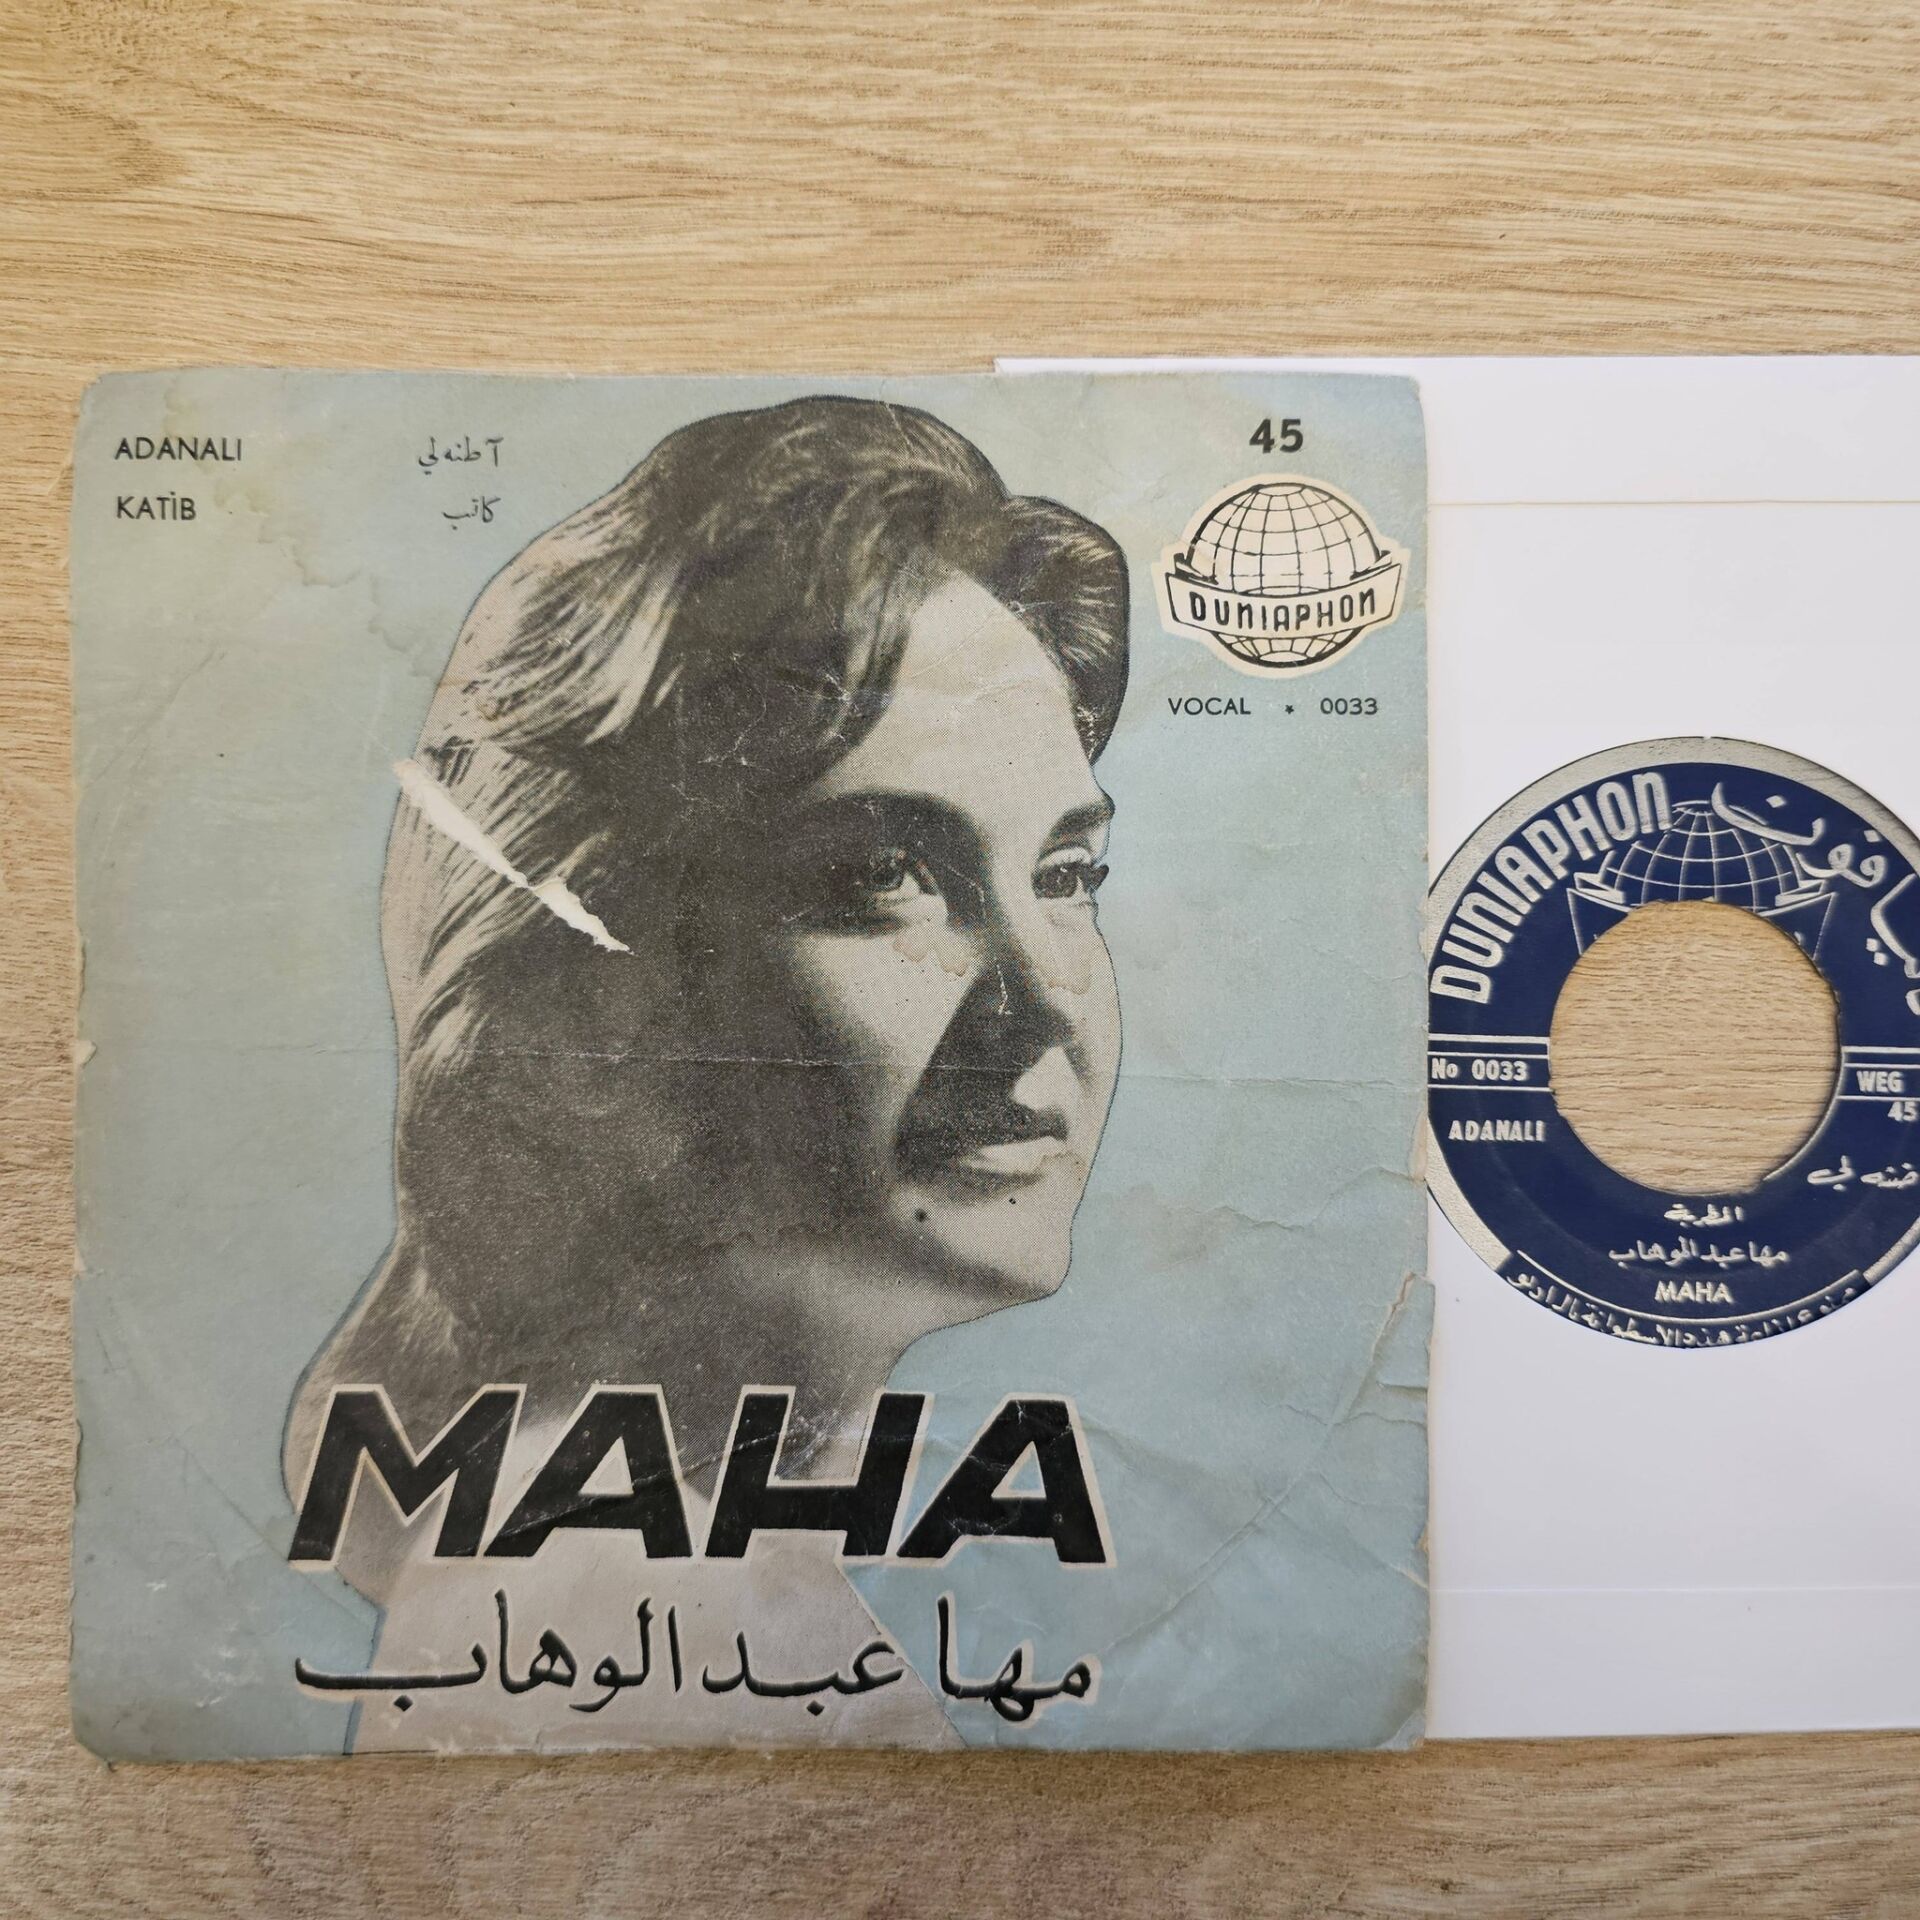 ADANALI آطنه لي
KATİB كاتب
45
DUNIAPHON
VOCAL * 0033
MAHA
مها عبد الوهاب
DUNIAPHON
No 0033
WEG
45
ADANALI
المطربة
مها عبد الوهاب
MAHA